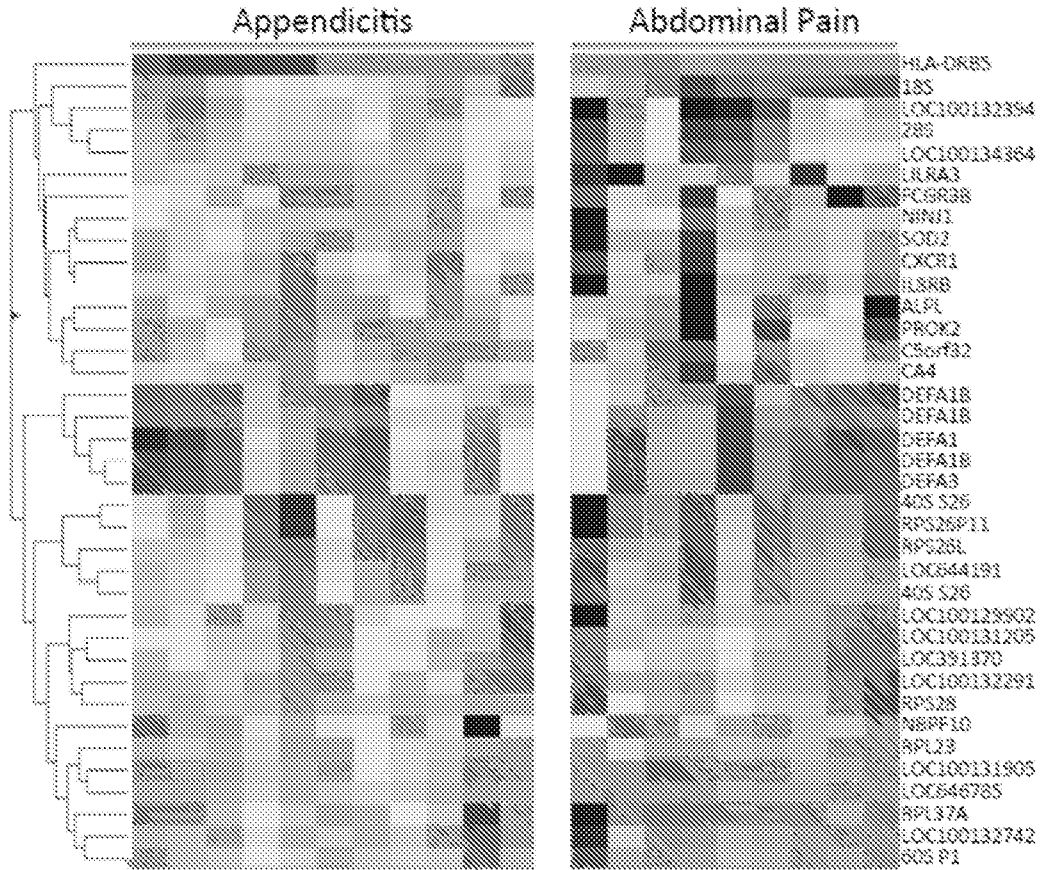 Appendicitis
Abdominal Pain
HLA-DRB5
18S
LOC100132394
28S
LOC100134364
LILRA3
FCGR3B
NINJ1
SOD2
CXCR1
IL8RB
ALPL
PROK2
C5orf32
CA4
DEFA1B
DEFA1B
DEFA1
DEFA1B
DEFA3
40S S26
RPS26P11
RPS26L
LOC644191
40S S26
LOC100129902
LOC100131205
LOC391370
LOC100132291
RPS28
NBPF10
RPL23
LOC100131905
LOC646785
RPL37A
LOC100132742
60S P1